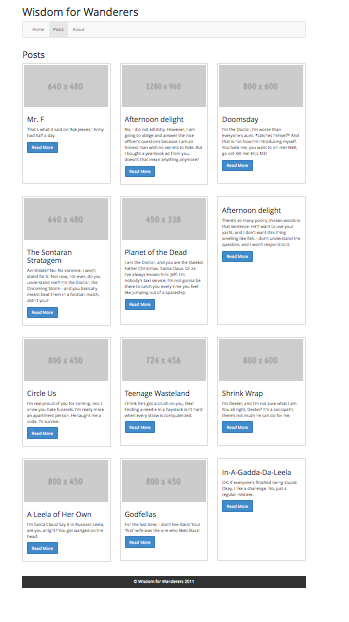 Wisdom for Wanderers
Home Posts About
Posts
640 x 480
Mr. F
That's what it said on 'Ask Jeeves.' Army
had half a day.
Read More
1280 x 960
Afternoon delight
No, I did not kill Kitty. However, I am
going to oblige and answer the nice
officer's questions because I am an
honest man with no secrets to hide. But
I bought a yearbook ad from you,
doesn't that mean anything anymore?
Read More
800 x 600
Doomsday
I'm the Doctor, I'm worse than
everyone's aunt. *catches himself* And
that is not how I'm introducing myself.
You hate me; you want to kill me! Well,
go on! Kill me! KILL ME!
Read More
640 x 480
The Sontaran
Stratagem
Annihilate? No. No violence. I won't
stand for it. Not now, not ever, do you
understand me?! I'm the Doctor, the
Oncoming Storm - and you basically
meant beat them in a football match,
didn't you?
Read More
450 x 338
Planet of the Dead
I am the Doctor, and you are the Daleks!
Father Christmas. Santa Claus. Or as
I've always known him: Jeff. I'm
nobody's taxi service; I'm not gonna be
there to catch you every time you feel
like jumping out of a spaceship.
Read More
Afternoon delight
There's so many poorly chosen words in
that sentence. He'll want to use your
yacht, and I don't want this thing
smelling like fish. I don't understand the
question, and I won't respond to it.
Read More
800 x 450
Circle Us
I'm real proud of you for coming, bro. I
know you hate funerals. I'm really more
an apartment person. He taught me a
code. To survive.
Read More
724 x 456
Teenage Wasteland
I think he's got a crush on you, Dex!
Finding a needle in a haystack isn't hard
when every straw is computerized.
Read More
800 x 600
Shrink Wrap
I'm Dexter, and I'm not sure what I am.
You all right, Dexter? I'm a sociopath;
there's not much he can do for me.
Read More
800 x 450
A Leela of Her Own
I'm Santa Claus! Say it in Russian! Leela,
are you alright? You got wanged on the
head.
Read More
800 x 450
Godfellas
For the last time, I don't like lilacs! Your
'first' wife was the one who liked lilacs!
Read More
In-A-Gadda-Da-Leela
OK, if everyone's finished being stupid.
Okay, I like a challenge. No, just a
regular mistake.
Read More
© Wisdom for Wanderers 2011